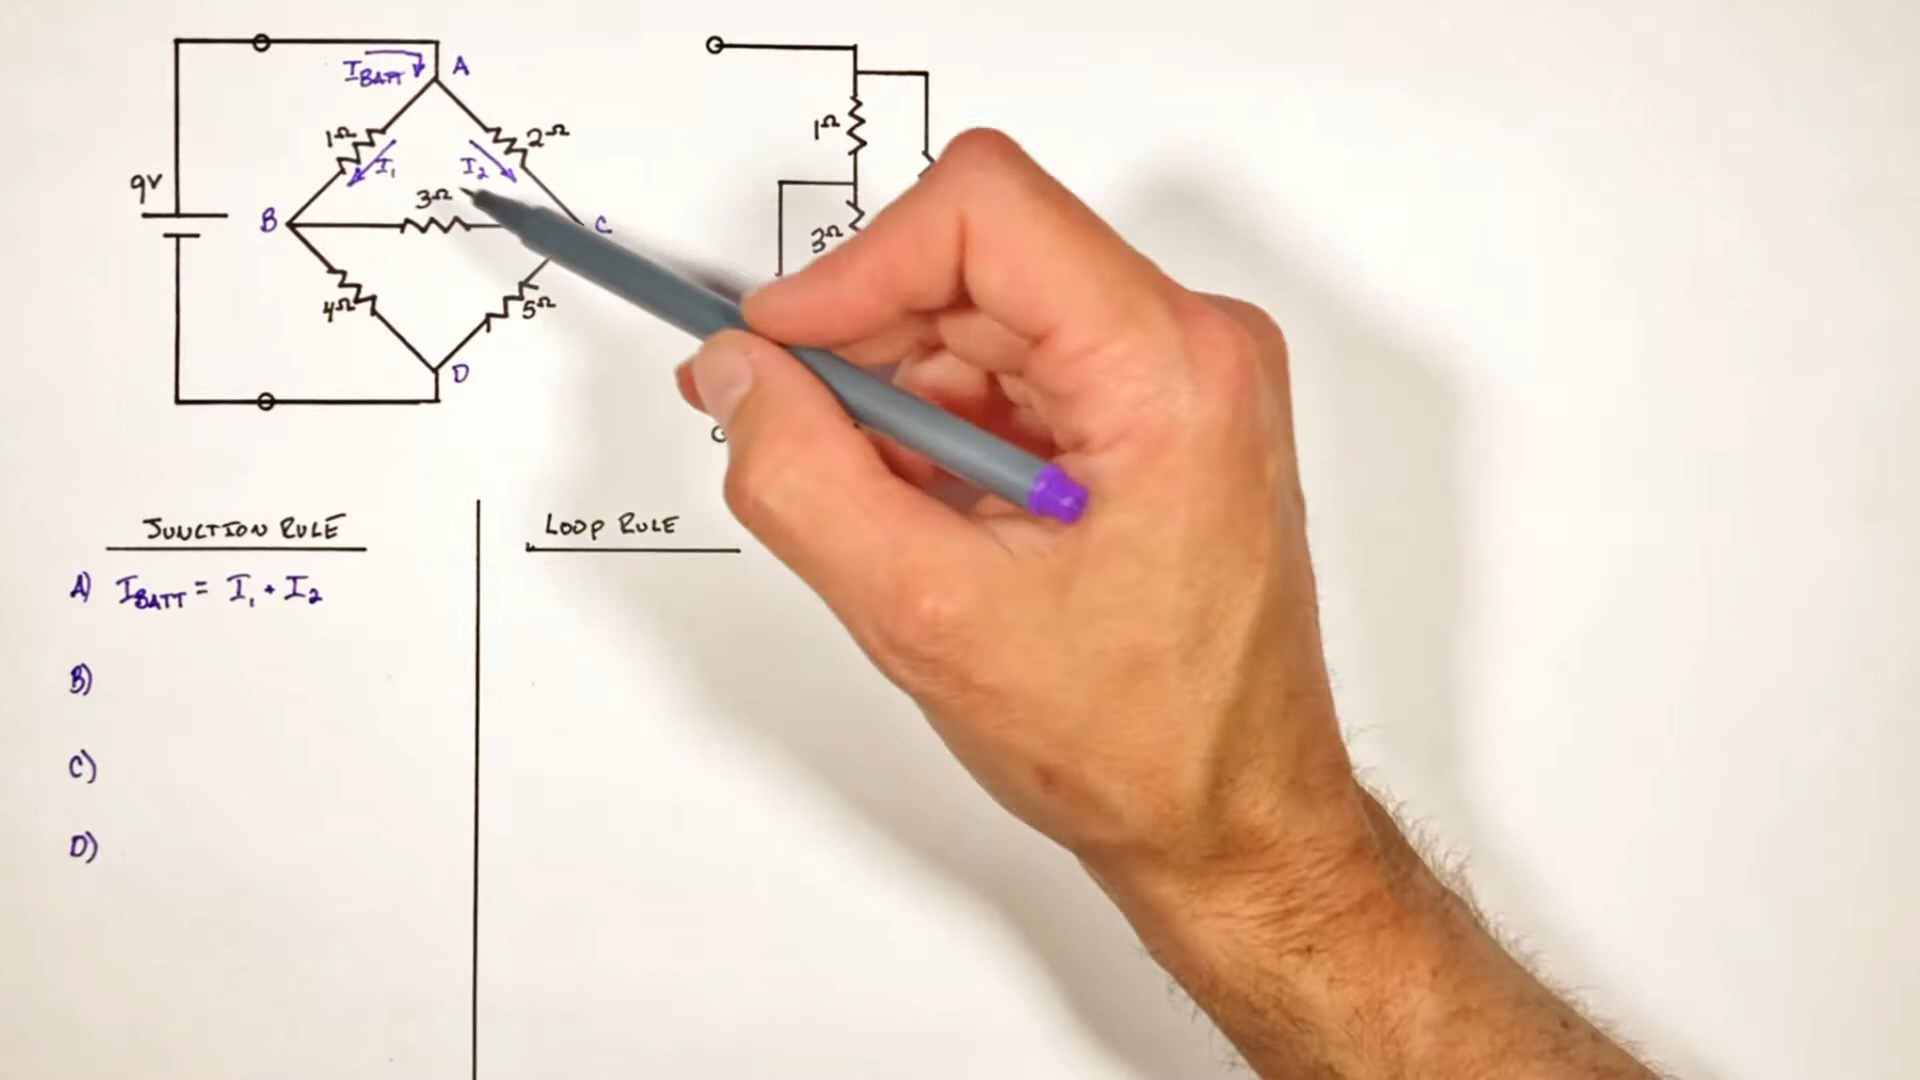 I_BATT
A
1Ω
2Ω
1Ω
I₁
I₂
9V
3Ω
B
C
3Ω
4Ω
5Ω
D
JUNCTION RULE
LOOP RULE
A) I_BATT = I₁ + I₂
B)
C)
D)